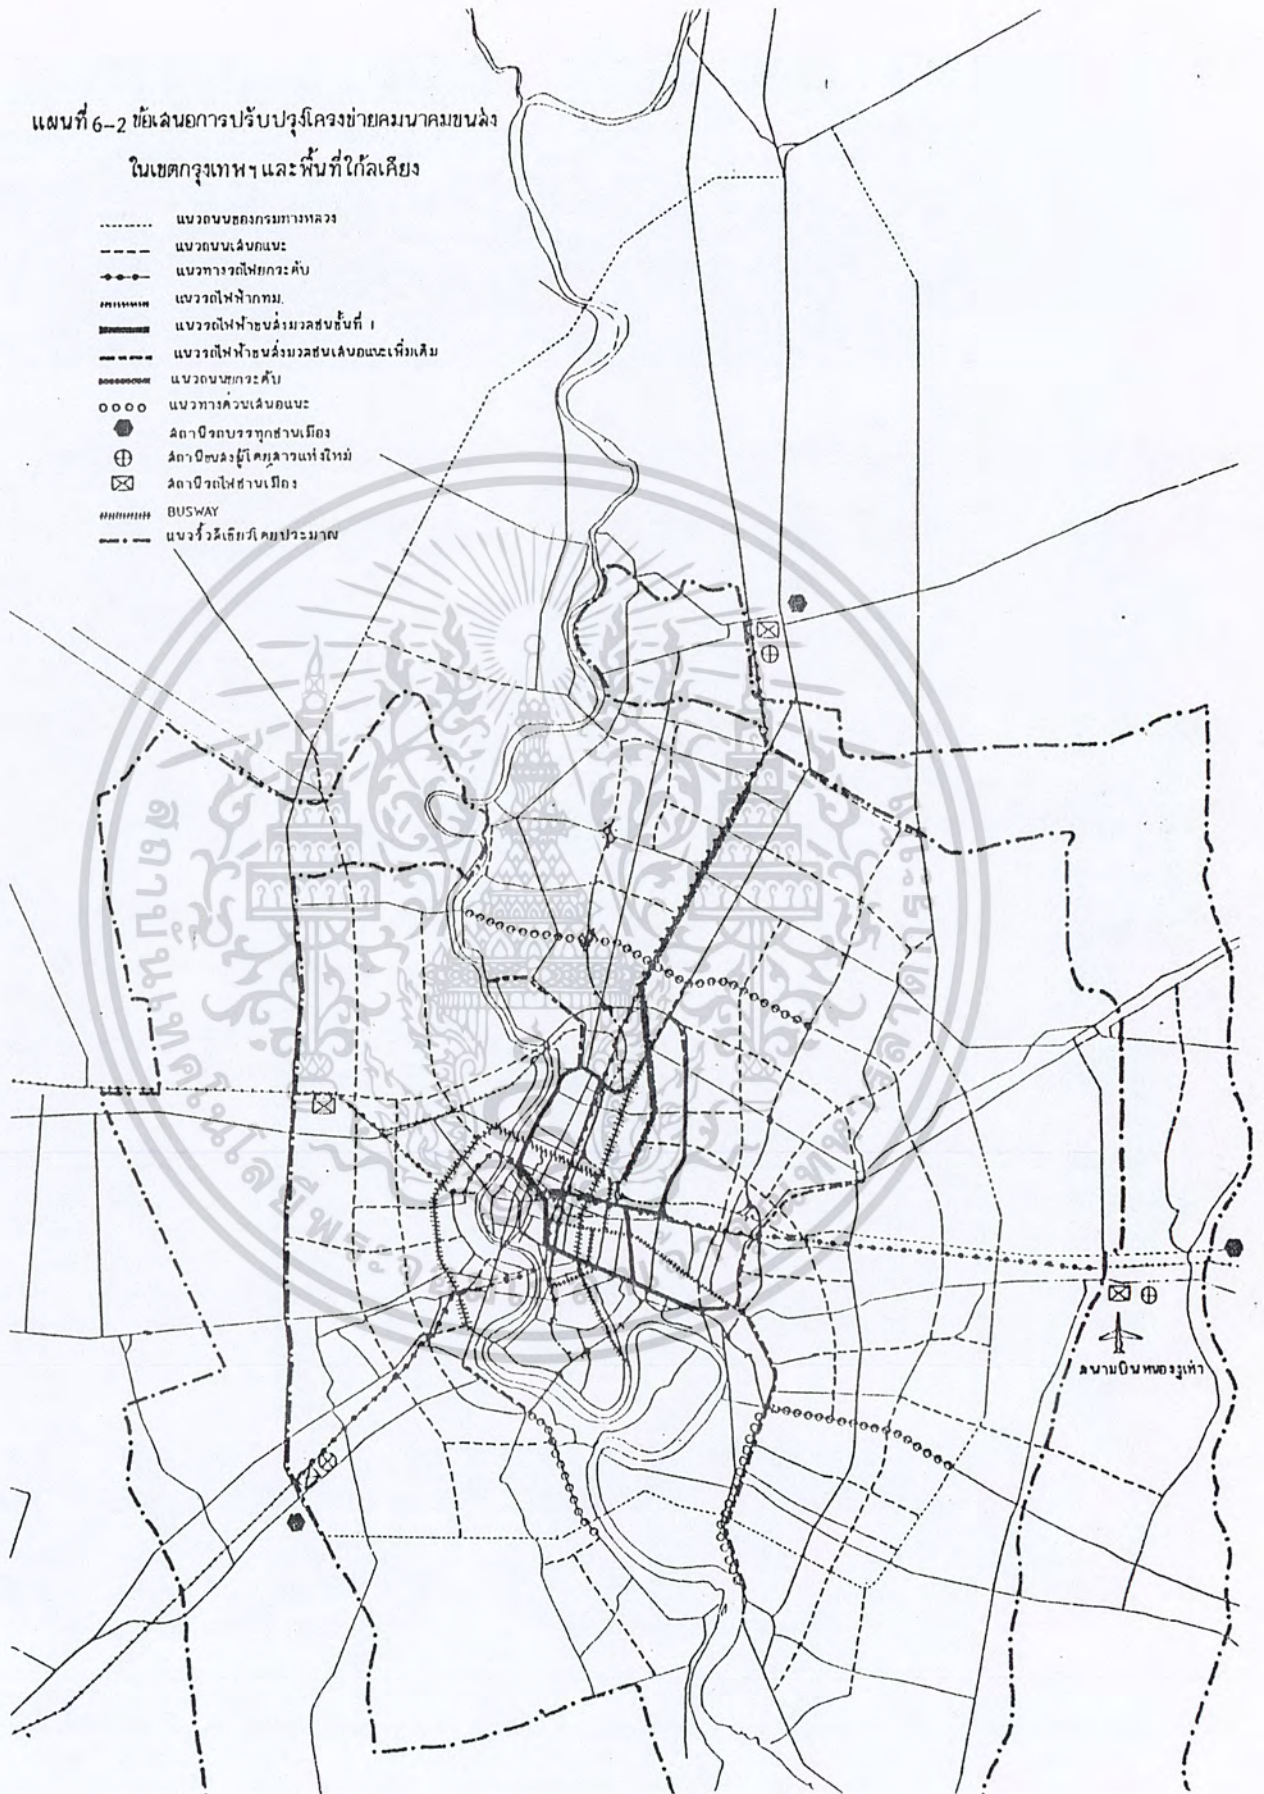 แผนที่ 6-2 ข้อเสนอการปรับปรุงโครงข่ายคมนาคมขนส่ง
ในเขตกรุงเทพฯ และพื้นที่ใกล้เคียง
แนวถนนของกรมทางหลวง
แนวถนนเสนอแนะ
แนวทางรถไฟยกระดับ
แนวรถไฟฟ้ากทม.
แนวรถไฟฟ้าขนส่งมวลชนขั้นที่ 1
แนวรถไฟฟ้าขนส่งมวลชนเสนอแนะเพิ่มเติม
แนวถนนยกระดับ
แนวทางด่วนเสนอแนะ
สถานีรถบรรทุกชานเมือง
สถานีขนส่งผู้โดยสารแห่งใหม่
สถานีรถไฟชานเมือง
BUSWAY
แนวรั้วสีเขียวโดยประมาณ
สนามบินหนองงูเห่า